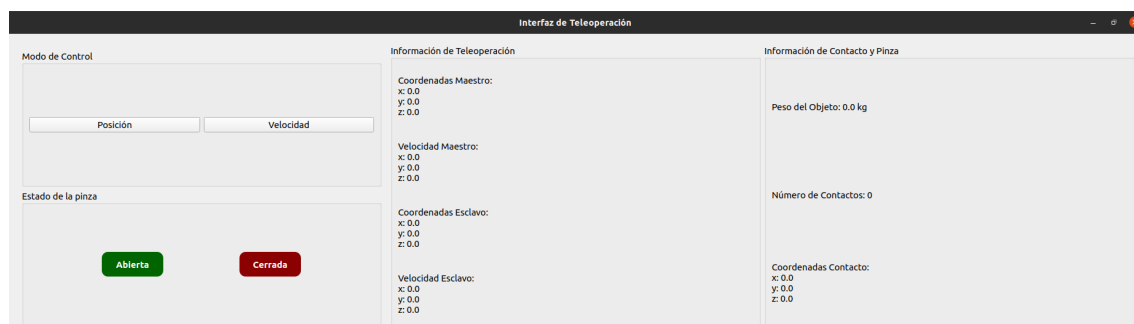 Interfaz de Teleoperación
Modo de Control
Posición
Velocidad
Estado de la pinza
Abierta
Cerrada
Información de Teleoperación
Coordenadas Maestro:
x: 0.0
y: 0.0
z: 0.0
Velocidad Maestro:
x: 0.0
y: 0.0
z: 0.0
Coordenadas Esclavo:
x: 0.0
y: 0.0
z: 0.0
Velocidad Esclavo:
x: 0.0
y: 0.0
z: 0.0
Información de Contacto y Pinza
Peso del Objeto: 0.0 kg
Número de Contactos: 0
Coordenadas Contacto:
x: 0.0
y: 0.0
z: 0.0